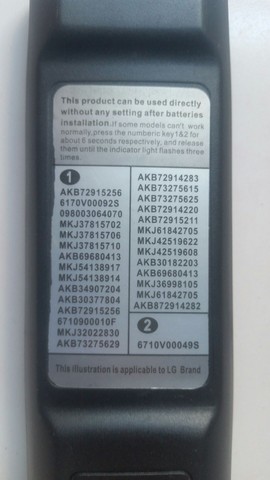 This product can be used directly
without any setting after batteries
installation.If some models can't work
normally,press the numberic key1&2 for
about 6 seconds respectively, and release
them until the indicator light flashes three
times.
1
AKB72915256
6170V00092S
098003064070
MKJ37815702
MKJ37815706
MKJ37815710
AKB69680413
MKJ54138917
MKJ54138914
AKB34907204
AKB30377804
AKB72915256
6710900010F
MKJ32022830
AKB73275629
AKB72914283
AKB73275615
AKB73275625
AKB72914220
AKB72915211
MKJ61842705
MKJ42519622
MKJ42519608
AKB30182203
AKB69680413
MKJ36998105
MKJ61842705
AKB872914282
2
6710V00049S
This illustration is applicable to LG Brand